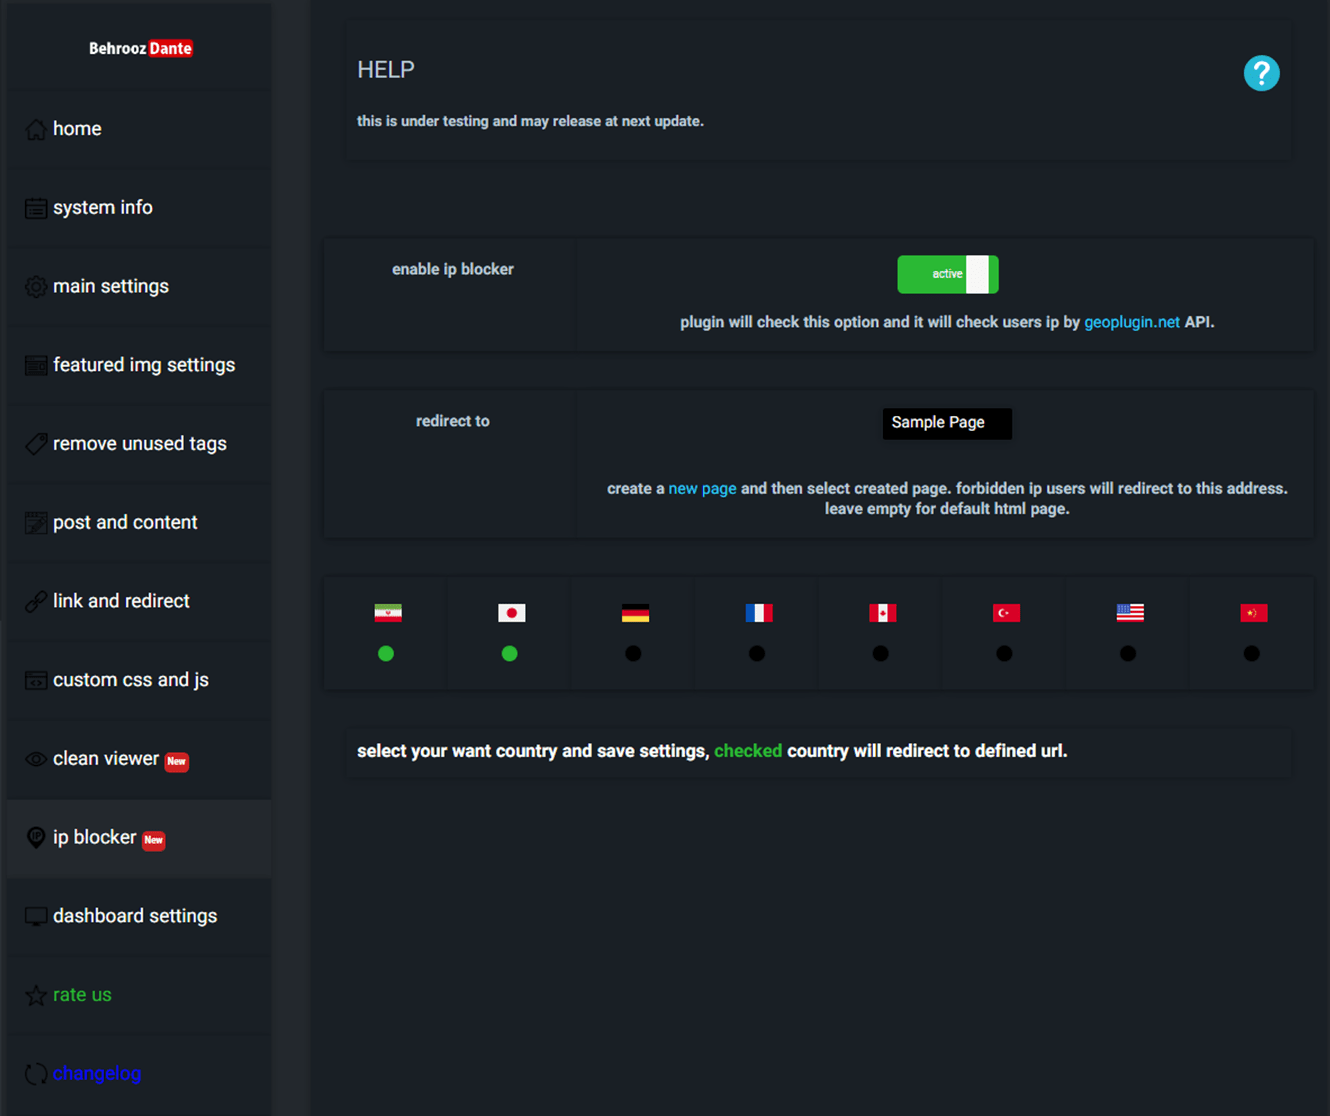 Behrooz Dante
home
system info
main settings
featured img settings
remove unused tags
post and content
link and redirect
custom css and js
clean viewer New
ip blocker New
dashboard settings
rate us
changelog
HELP
?
this is under testing and may release at next update.
enable ip blocker
active
plugin will check this option and it will check users ip by geoplugin.net API.
redirect to
Sample Page
create a new page and then select created page. forbidden ip users will redirect to this address.
leave empty for default html page.
select your want country and save settings, checked country will redirect to defined url.